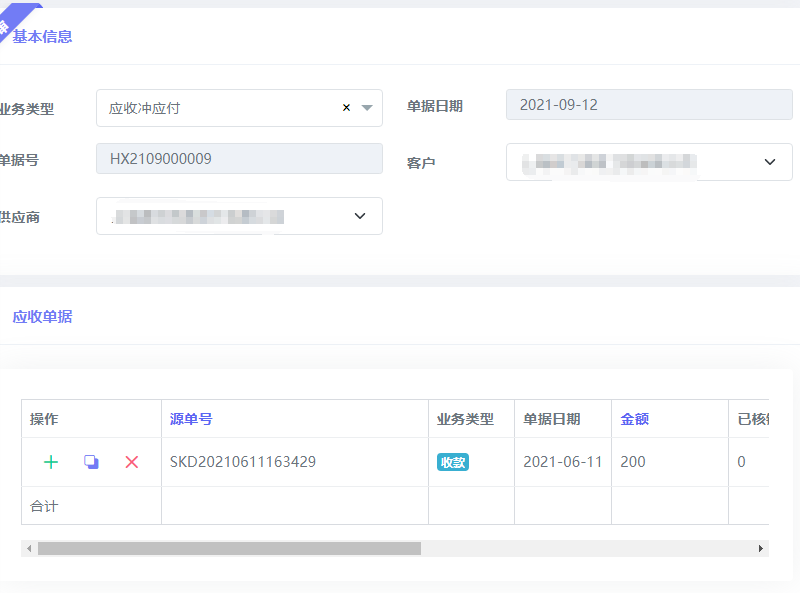 基本信息
业务类型 应收冲应付 × 单据日期 2021-09-12
单据号 HX2109000009 客户
供应商
应收单据
操作 源单号 业务类型 单据日期 金额 已核
SKD20210611163429 收款 2021-06-11 200 0
合计